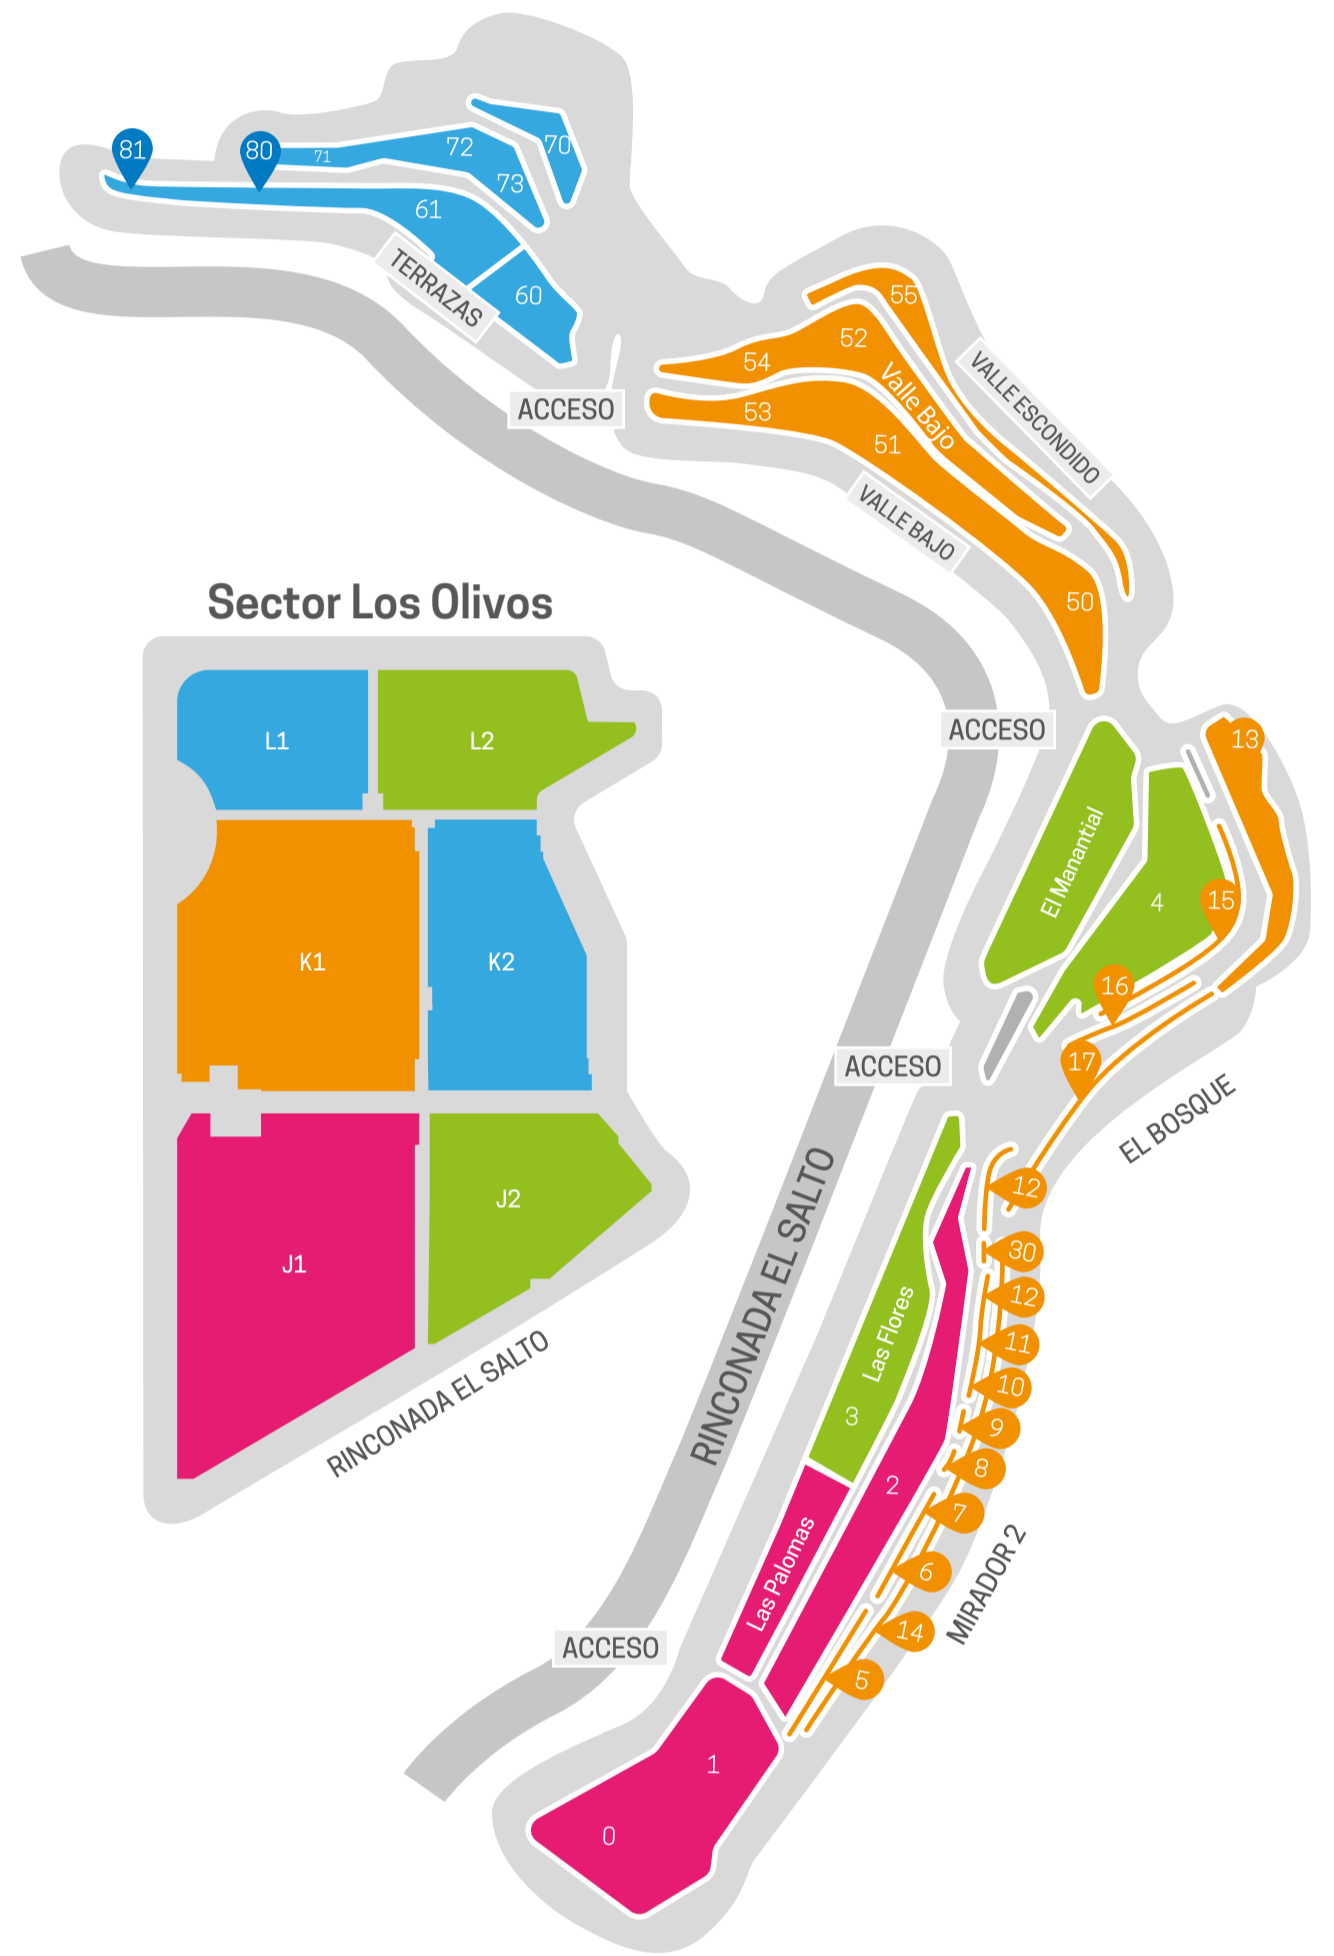 70
72
71
73
81
80
61
TERRAZAS
60
55
52
54
Valle Bajo
VALLE ESCONDIDO
53
51
ACCESO
VALLE BAJO
50
Sector Los Olivos
L1
L2
K1
K2
J1
J2
RINCONADA EL SALTO
ACCESO
13
El Manantial
4
15
16
17
ACCESO
EL BOSQUE
RINCONADA EL SALTO
12
30
12
11
10
9
8
7
6
14
5
Las Flores
3
2
Las Palomas
MIRADOR 2
ACCESO
1
0